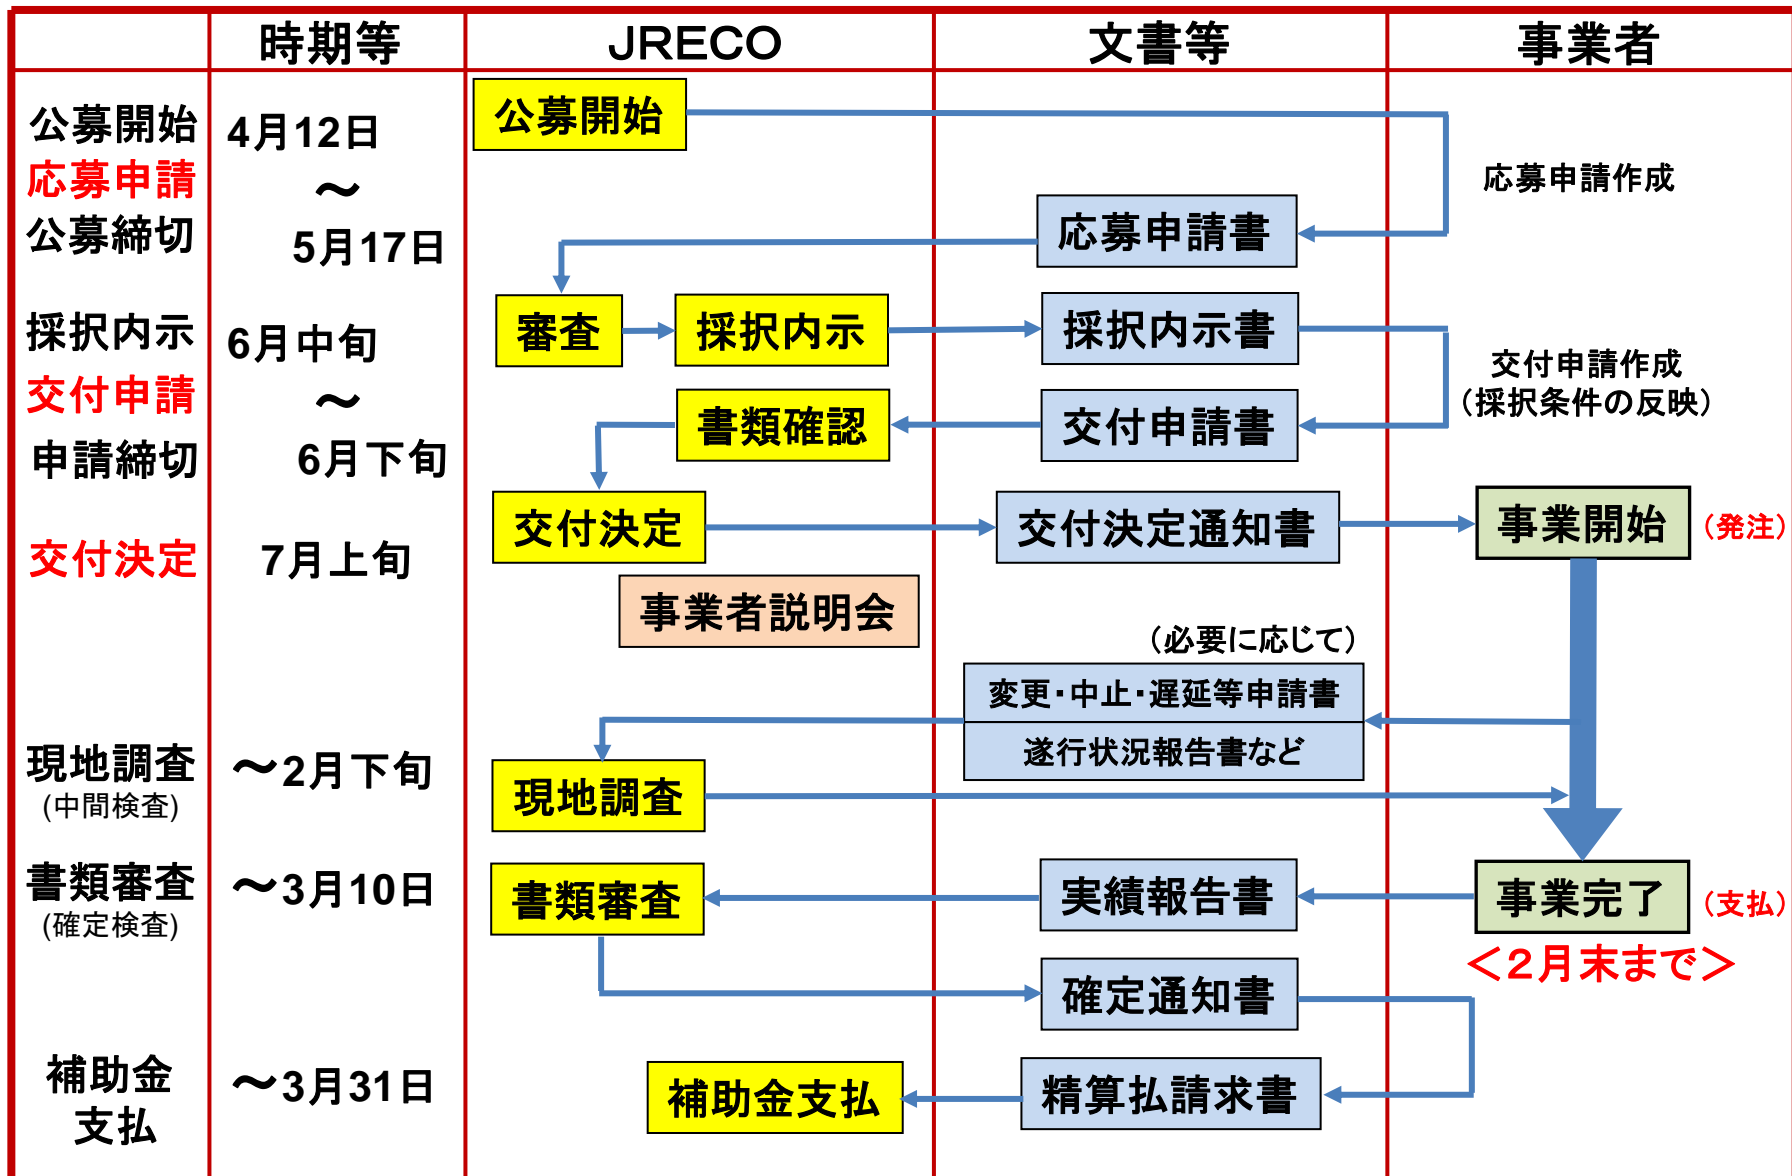 時期等
JRECO
文書等
事業者
公募開始
4月12日
公募開始
応募申請
～
応募申請作成
公募締切
5月17日
応募申請書
採択内示
6月中旬
審査
採択内示
採択内示書
交付申請作成
（採択条件の反映）
交付申請
～
書類確認
交付申請書
申請締切
6月下旬
交付決定
7月上旬
交付決定
交付決定通知書
事業開始
（発注）
事業者説明会
（必要に応じて）
変更・中止・遅延等申請書
遂行状況報告書など
現地調査
(中間検査)
～2月下旬
現地調査
書類審査
(確定検査)
～3月10日
書類審査
実績報告書
事業完了
（支払）
＜2月末まで＞
確定通知書
補助金
支払
～3月31日
補助金支払
精算払請求書